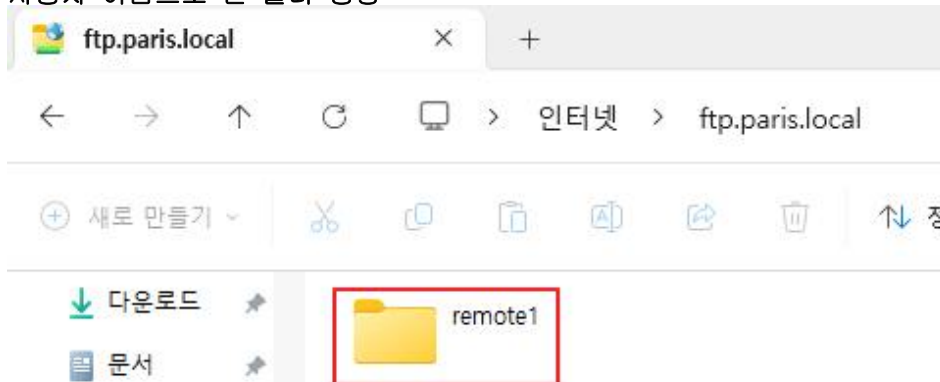 ftp.paris.local
인터넷 > ftp.paris.local
새로 만들기
다운로드
remote1
문서